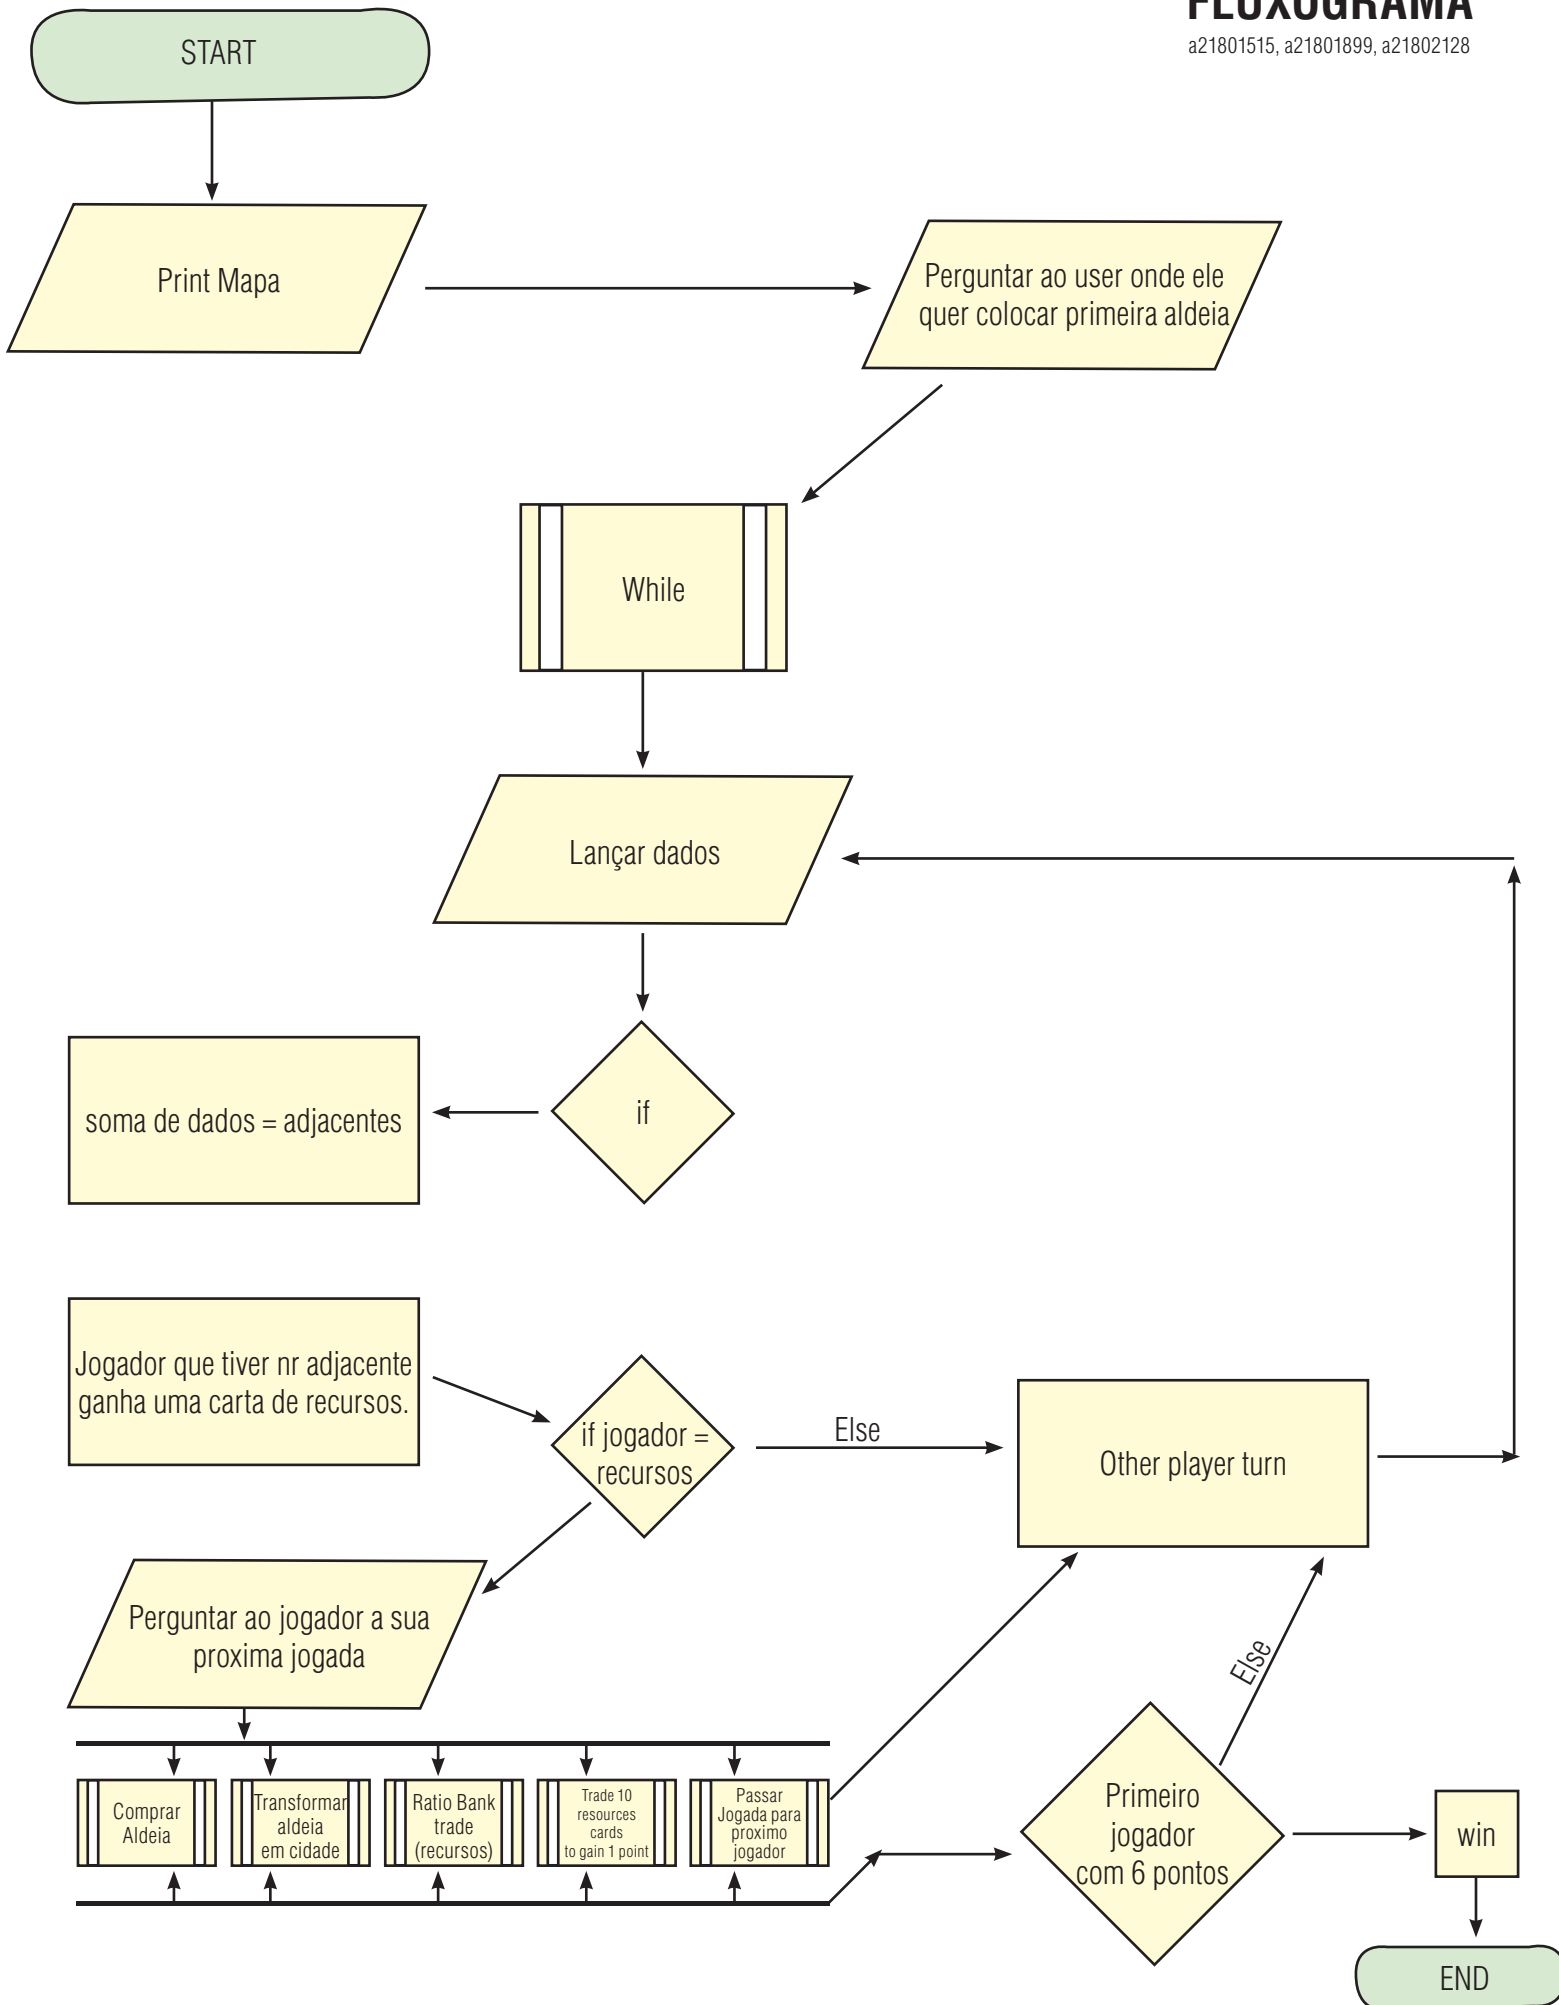 FLUXOGRAMA
a21801515, a21801899, a21802128
START
Print Mapa
Perguntar ao user onde ele
quer colocar primeira aldeia
While
Lançar dados
if
soma de dados = adjacentes
Jogador que tiver nr adjacente
ganha uma carta de recursos.
if jogador =
recursos
Else
Other player turn
Perguntar ao jogador a sua
proxima jogada
Else
Comprar
Aldeia
Transformar
aldeia
em cidade
Ratio Bank
trade
(recursos)
Trade 10
resources
cards
to gain 1 point
Passar
Jogada para
proximo
jogador
Primeiro
jogador
com 6 pontos
win
END